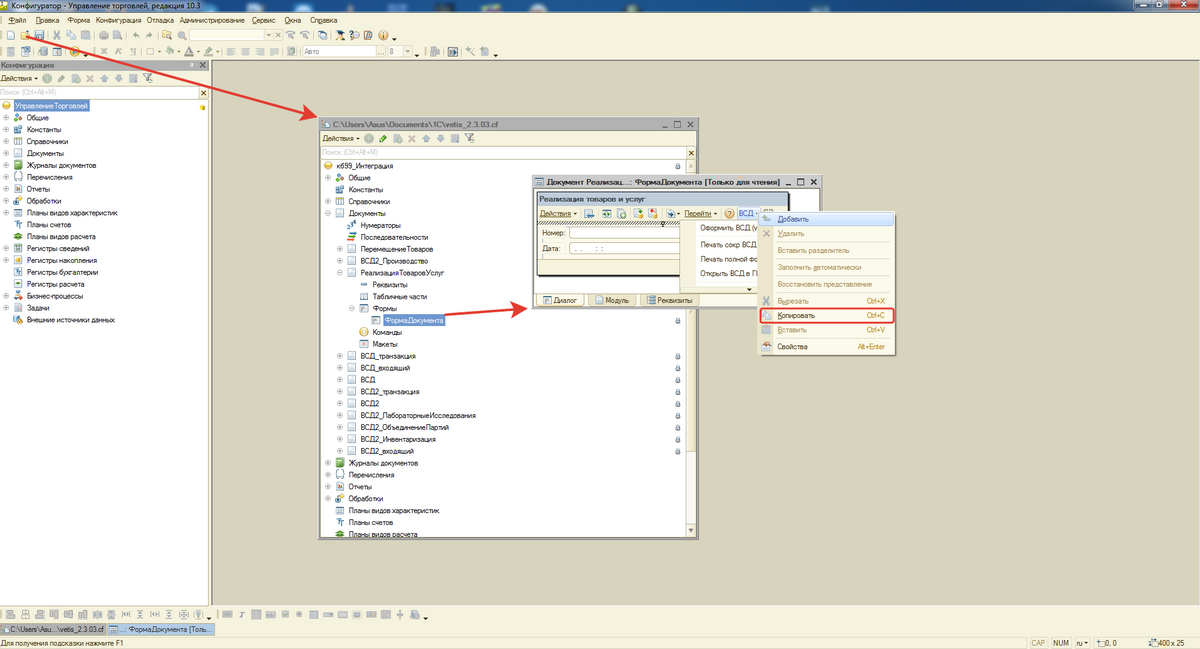 Конфигуратор - Управление торговлей, редакция 10.3
Файл Правка Форма Конфигурация Отладка Администрирование Сервис Окна Справка
Авто
8
Конфигурация
Действия
Поиск (Ctrl+Alt+M)
УправлениеТорговлей
Общие
Константы
Справочники
Документы
Журналы документов
Перечисления
Отчеты
Обработки
Планы видов характеристик
Планы счетов
Планы видов расчета
Регистры сведений
Регистры накопления
Регистры бухгалтерии
Регистры расчета
Бизнес-процессы
Задачи
Внешние источники данных
C:\Users\Asus\Documents\1C\vetis_2.3.03.cf
Действия
Поиск (Ctrl+Alt+M)
к699_Интеграция
Общие
Константы
Справочники
Документы
Нумераторы
Последовательности
ПеремещениеТоваров
ВСД2_Производство
РеализацияТоваровУслуг
Реквизиты
Табличные части
Формы
ФормаДокумента
Команды
Макеты
ВСД_транзакция
ВСД_входящий
ВСД
ВСД2_транзакция
ВСД2
ВСД2_ЛабораторныеИсследования
ВСД2_ОбъединениеПартий
ВСД2_Инвентаризация
ВСД2_входящий
Журналы документов
Перечисления
Отчеты
Обработки
Планы видов характеристик
Планы счетов
Планы видов расчета
Документ Реализац...: ФормаДокумента [Только для чтения]
Реализация товаров и услуг
Действия Перейти ВСД
Номер:
Дата: . . : :
Оформить ВСД (v
Печать сокр ВСД
Печать полной фо
Открыть ВСД в Г
Диалог Модуль Реквизиты
Добавить
Удалить
Вставить разделитель
Заполнить автоматически
Восстановить представление
Вырезать Ctrl+X
Копировать Ctrl+C
Вставить Ctrl+V
Свойства Alt+Enter
C:\Users\Asu...\vetis_2.3.03.cf ...: ФормаДокумента [Толь...
Для получения подсказки нажмите F1
CAP NUM ru 0, 0 400 x 25